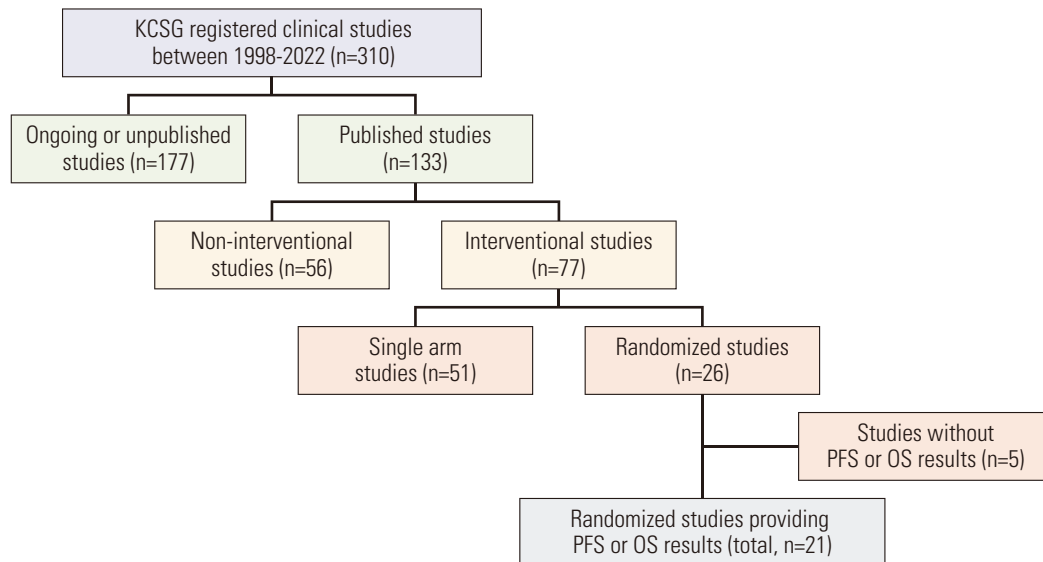 KCSG registered clinical studies
between 1998-2022 (n=310)
Ongoing or unpublished
studies (n=177)
Published studies
(n=133)
Non-interventional
studies (n=56)
Interventional studies
(n=77)
Single arm
studies (n=51)
Randomized studies
(n=26)
Studies without
PFS or OS results (n=5)
Randomized studies providing
PFS or OS results (total, n=21)